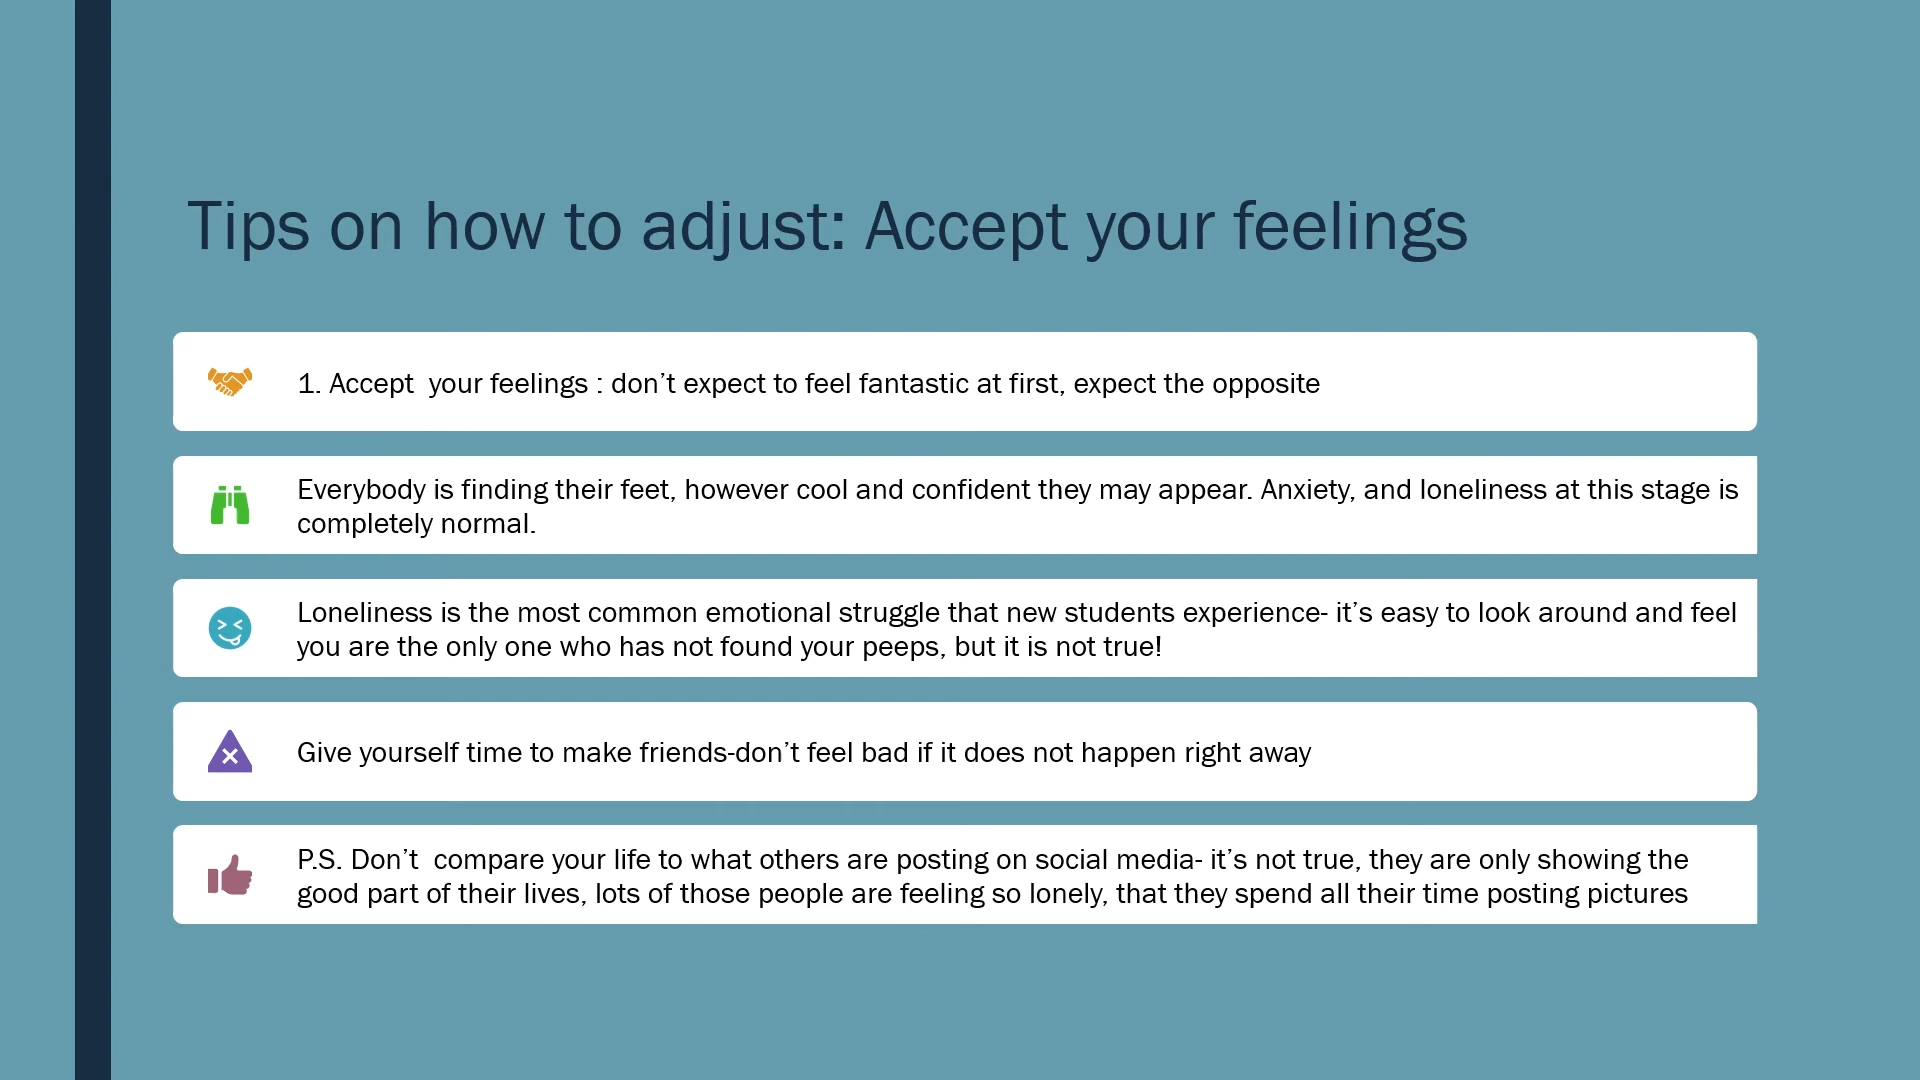 Tips on how to adjust: Accept your feelings
1. Accept  your feelings : don’t expect to feel fantastic at first, expect the opposite
Everybody is finding their feet, however cool and confident they may appear. Anxiety, and loneliness at this stage is
completely normal.
Loneliness is the most common emotional struggle that new students experience- it’s easy to look around and feel
you are the only one who has not found your peeps, but it is not true!
Give yourself time to make friends-don’t feel bad if it does not happen right away
P.S. Don’t  compare your life to what others are posting on social media- it’s not true, they are only showing the
good part of their lives, lots of those people are feeling so lonely, that they spend all their time posting pictures